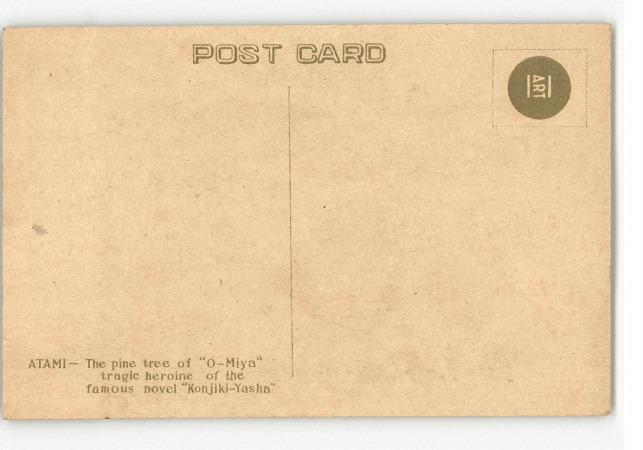 POST CARD
ART
ATAMI— The pine tree of "O-Miya"
tragic heroine of the
famous novel "Konjiki-Yasha"